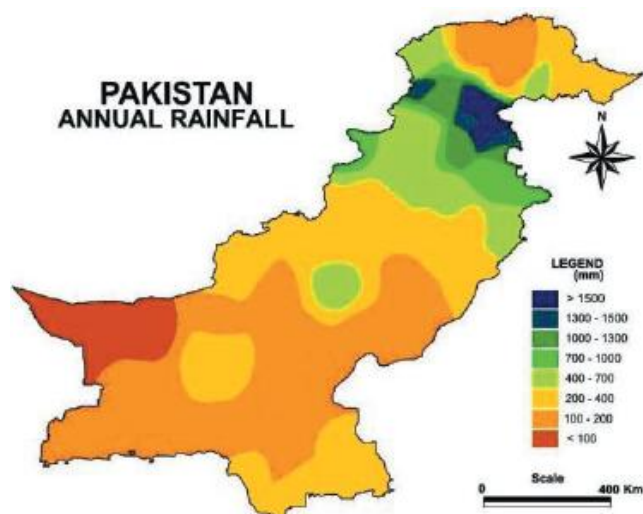 PAKISTAN
ANNUAL RAINFALL
N
LEGEND
(mm)
> 1500
1300 - 1500
1000 - 1300
700 - 1000
400 - 700
200 - 400
100 - 200
< 100
Scale
0 400 Km